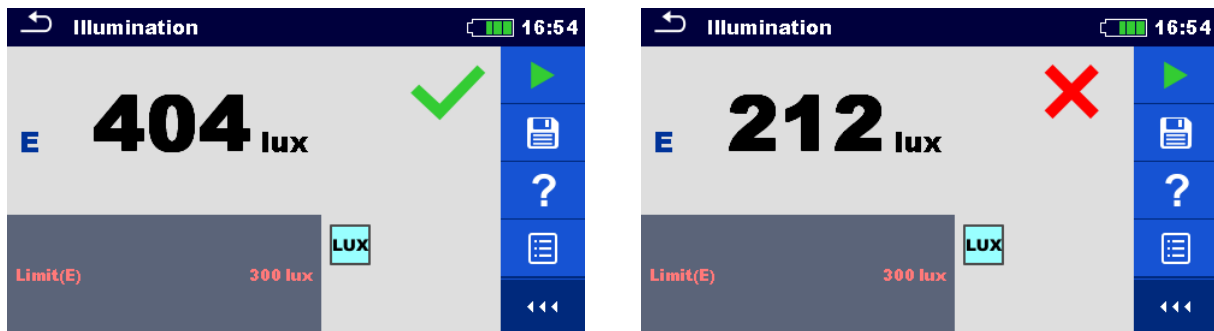 Illumination 16:54
E 404 lux
?
LUX
Limit(E) 300 lux
Illumination 16:54
E 212 lux
?
LUX
Limit(E) 300 lux